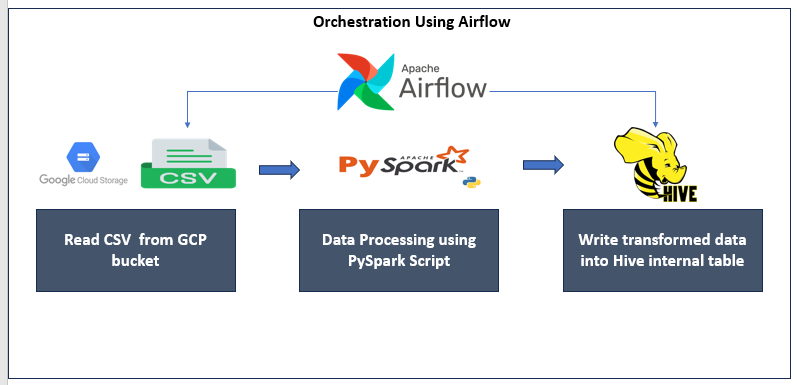 Orchestration Using Airflow
Apache
Airflow
Google Cloud Storage
CSV
APACHE
PySpark
HIVE
Read CSV from GCP
bucket
Data Processing using
PySpark Script
Write transformed data
into Hive internal table